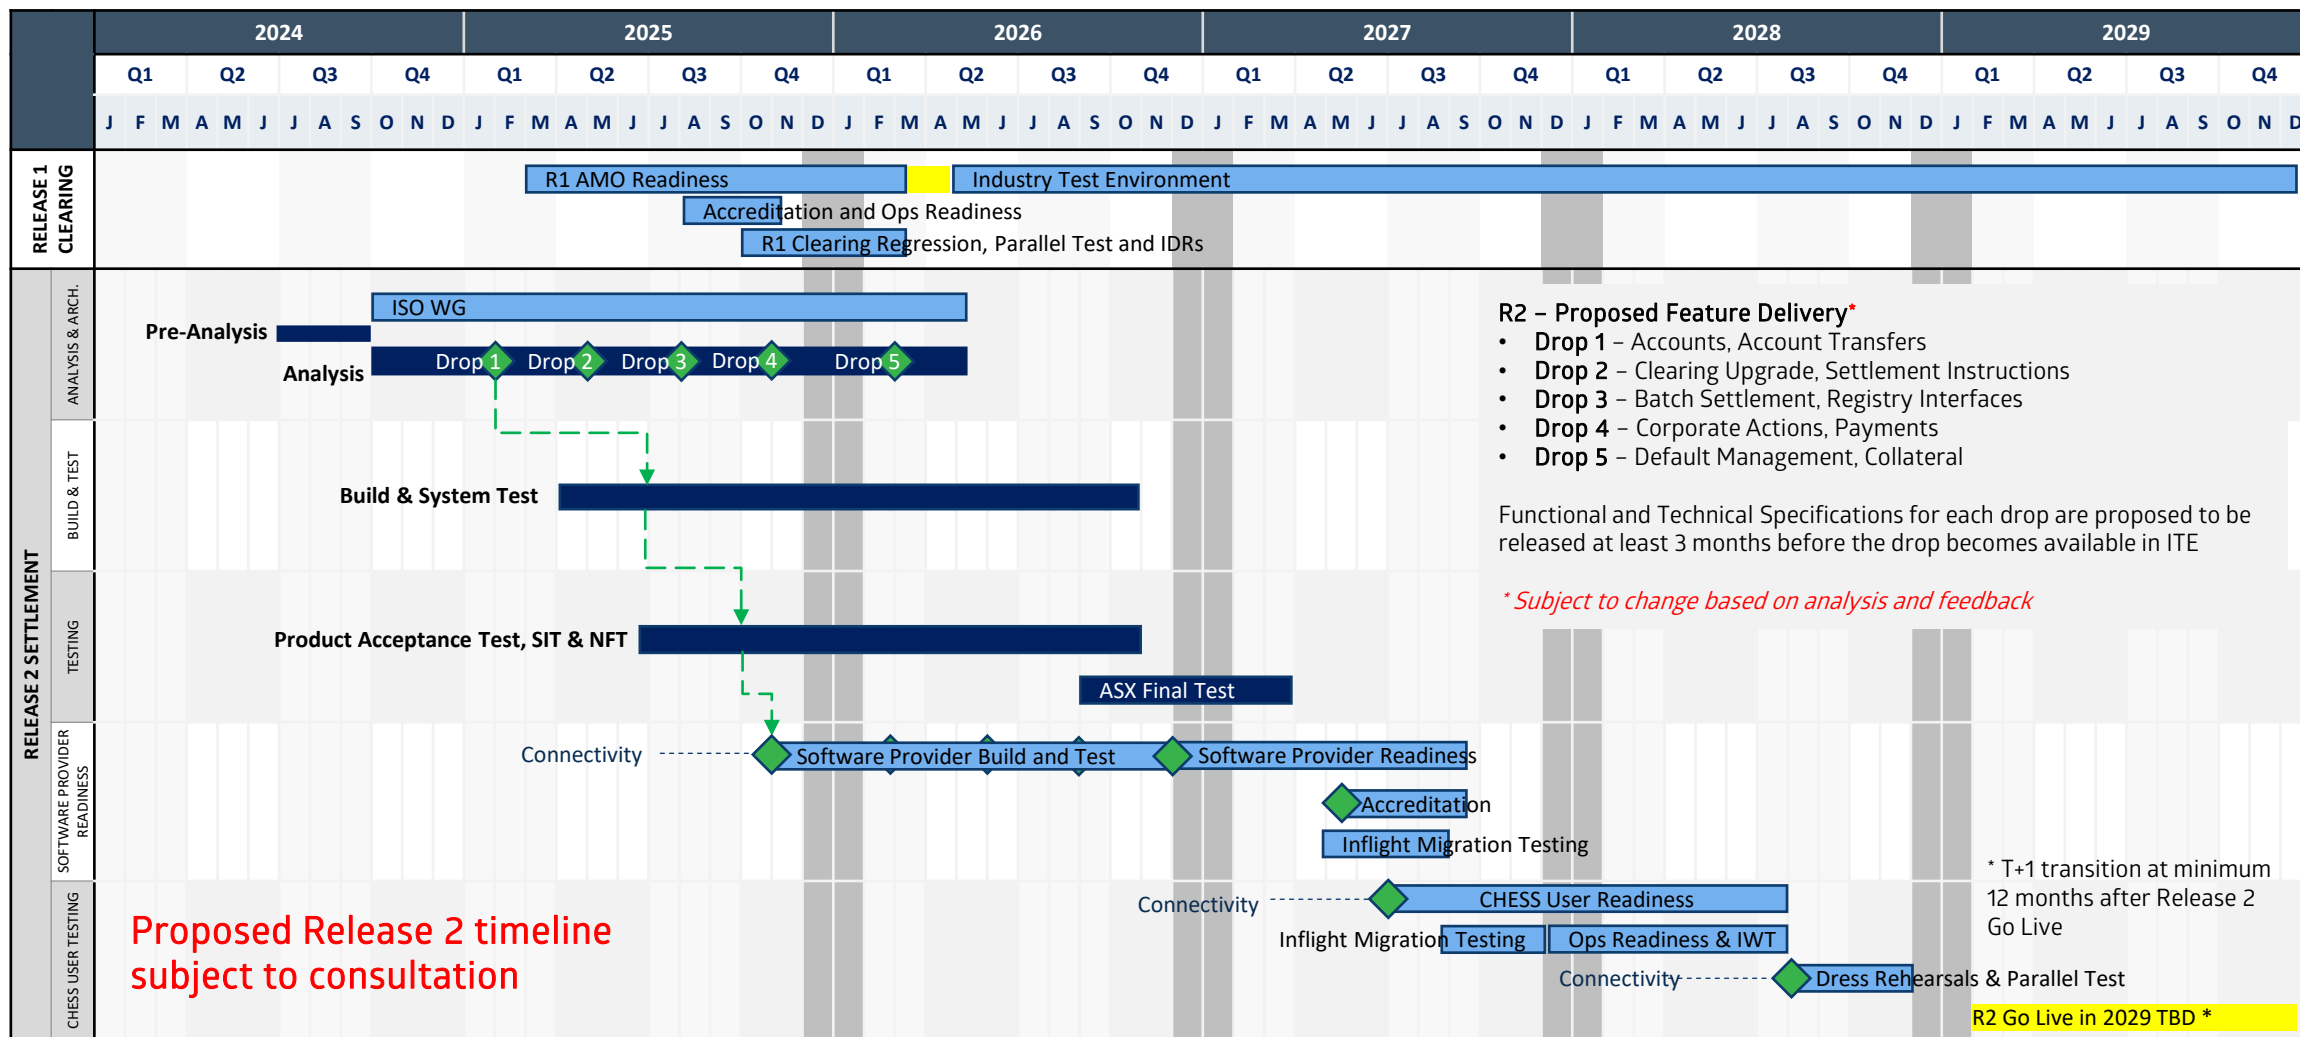 2024 2025 2026 2027 2028 2029
Q1 Q2 Q3 Q4 Q1 Q2 Q3 Q4 Q1 Q2 Q3 Q4 Q1 Q2 Q3 Q4 Q1 Q2 Q3 Q4 Q1 Q2 Q3 Q4
J F M A M J J A S O N D J F M A M J J A S O N D J F M A M J J A S O N D J F M A M J J A S O N D J F M A M J J A S O N D J F M A M J J A S O N D
RELEASE 1
CLEARING
R1 AMO Readiness
Industry Test Environment
Accreditation and Ops Readiness
R1 Clearing Regression, Parallel Test and IDRs
RELEASE 2 SETTLEMENT
ANALYSIS & ARCH.
ISO WG
Pre-Analysis
Analysis
Drop 1 Drop 2 Drop 3 Drop 4 Drop 5
R2 – Proposed Feature Delivery*
• Drop 1 – Accounts, Account Transfers
• Drop 2 – Clearing Upgrade, Settlement Instructions
• Drop 3 – Batch Settlement, Registry Interfaces
• Drop 4 – Corporate Actions, Payments
• Drop 5 – Default Management, Collateral
Functional and Technical Specifications for each drop are proposed to be
released at least 3 months before the drop becomes available in ITE
* Subject to change based on analysis and feedback
BUILD & TEST
Build & System Test
TESTING
Product Acceptance Test, SIT & NFT
ASX Final Test
SOFTWARE PROVIDER
READINESS
Connectivity
Software Provider Build and Test
Software Provider Readiness
Accreditation
Inflight Migration Testing
CHESS USER TESTING
Connectivity
CHESS User Readiness
Inflight Migration Testing
Ops Readiness & IWT
Connectivity
Dress Rehearsals & Parallel Test
* T+1 transition at minimum
12 months after Release 2
Go Live
R2 Go Live in 2029 TBD *
Proposed Release 2 timeline
subject to consultation